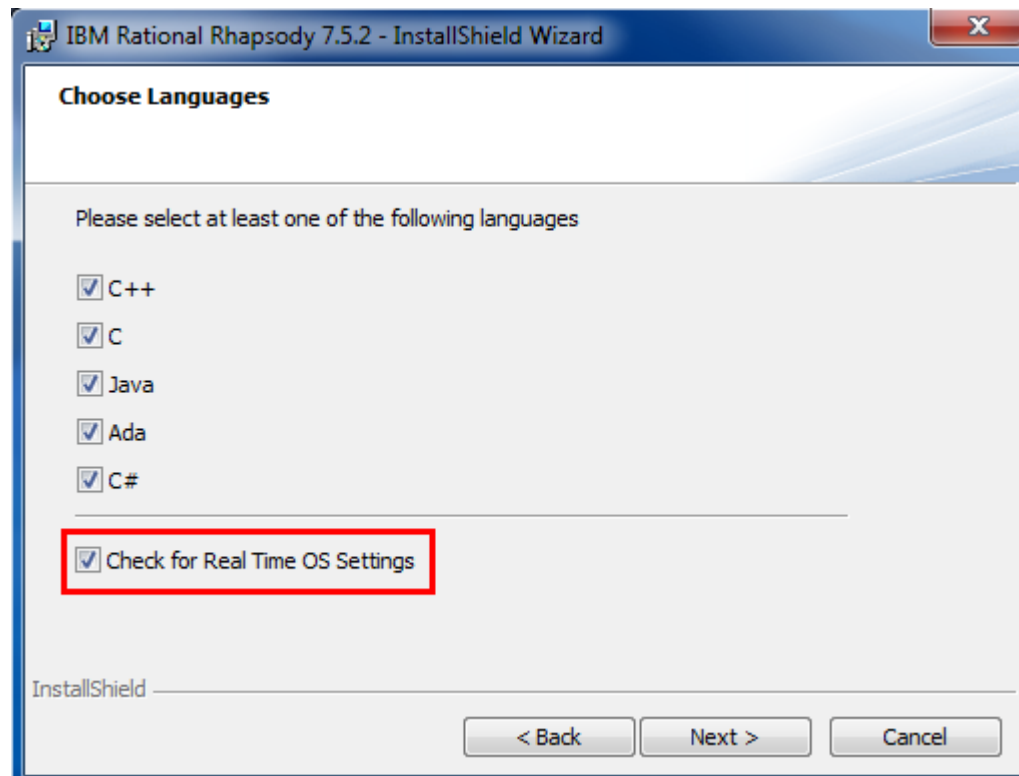 IBM Rational Rhapsody 7.5.2 - InstallShield Wizard
Choose Languages
Please select at least one of the following languages
C++
C
Java
Ada
C#
Check for Real Time OS Settings
InstallShield
< Back Next > Cancel